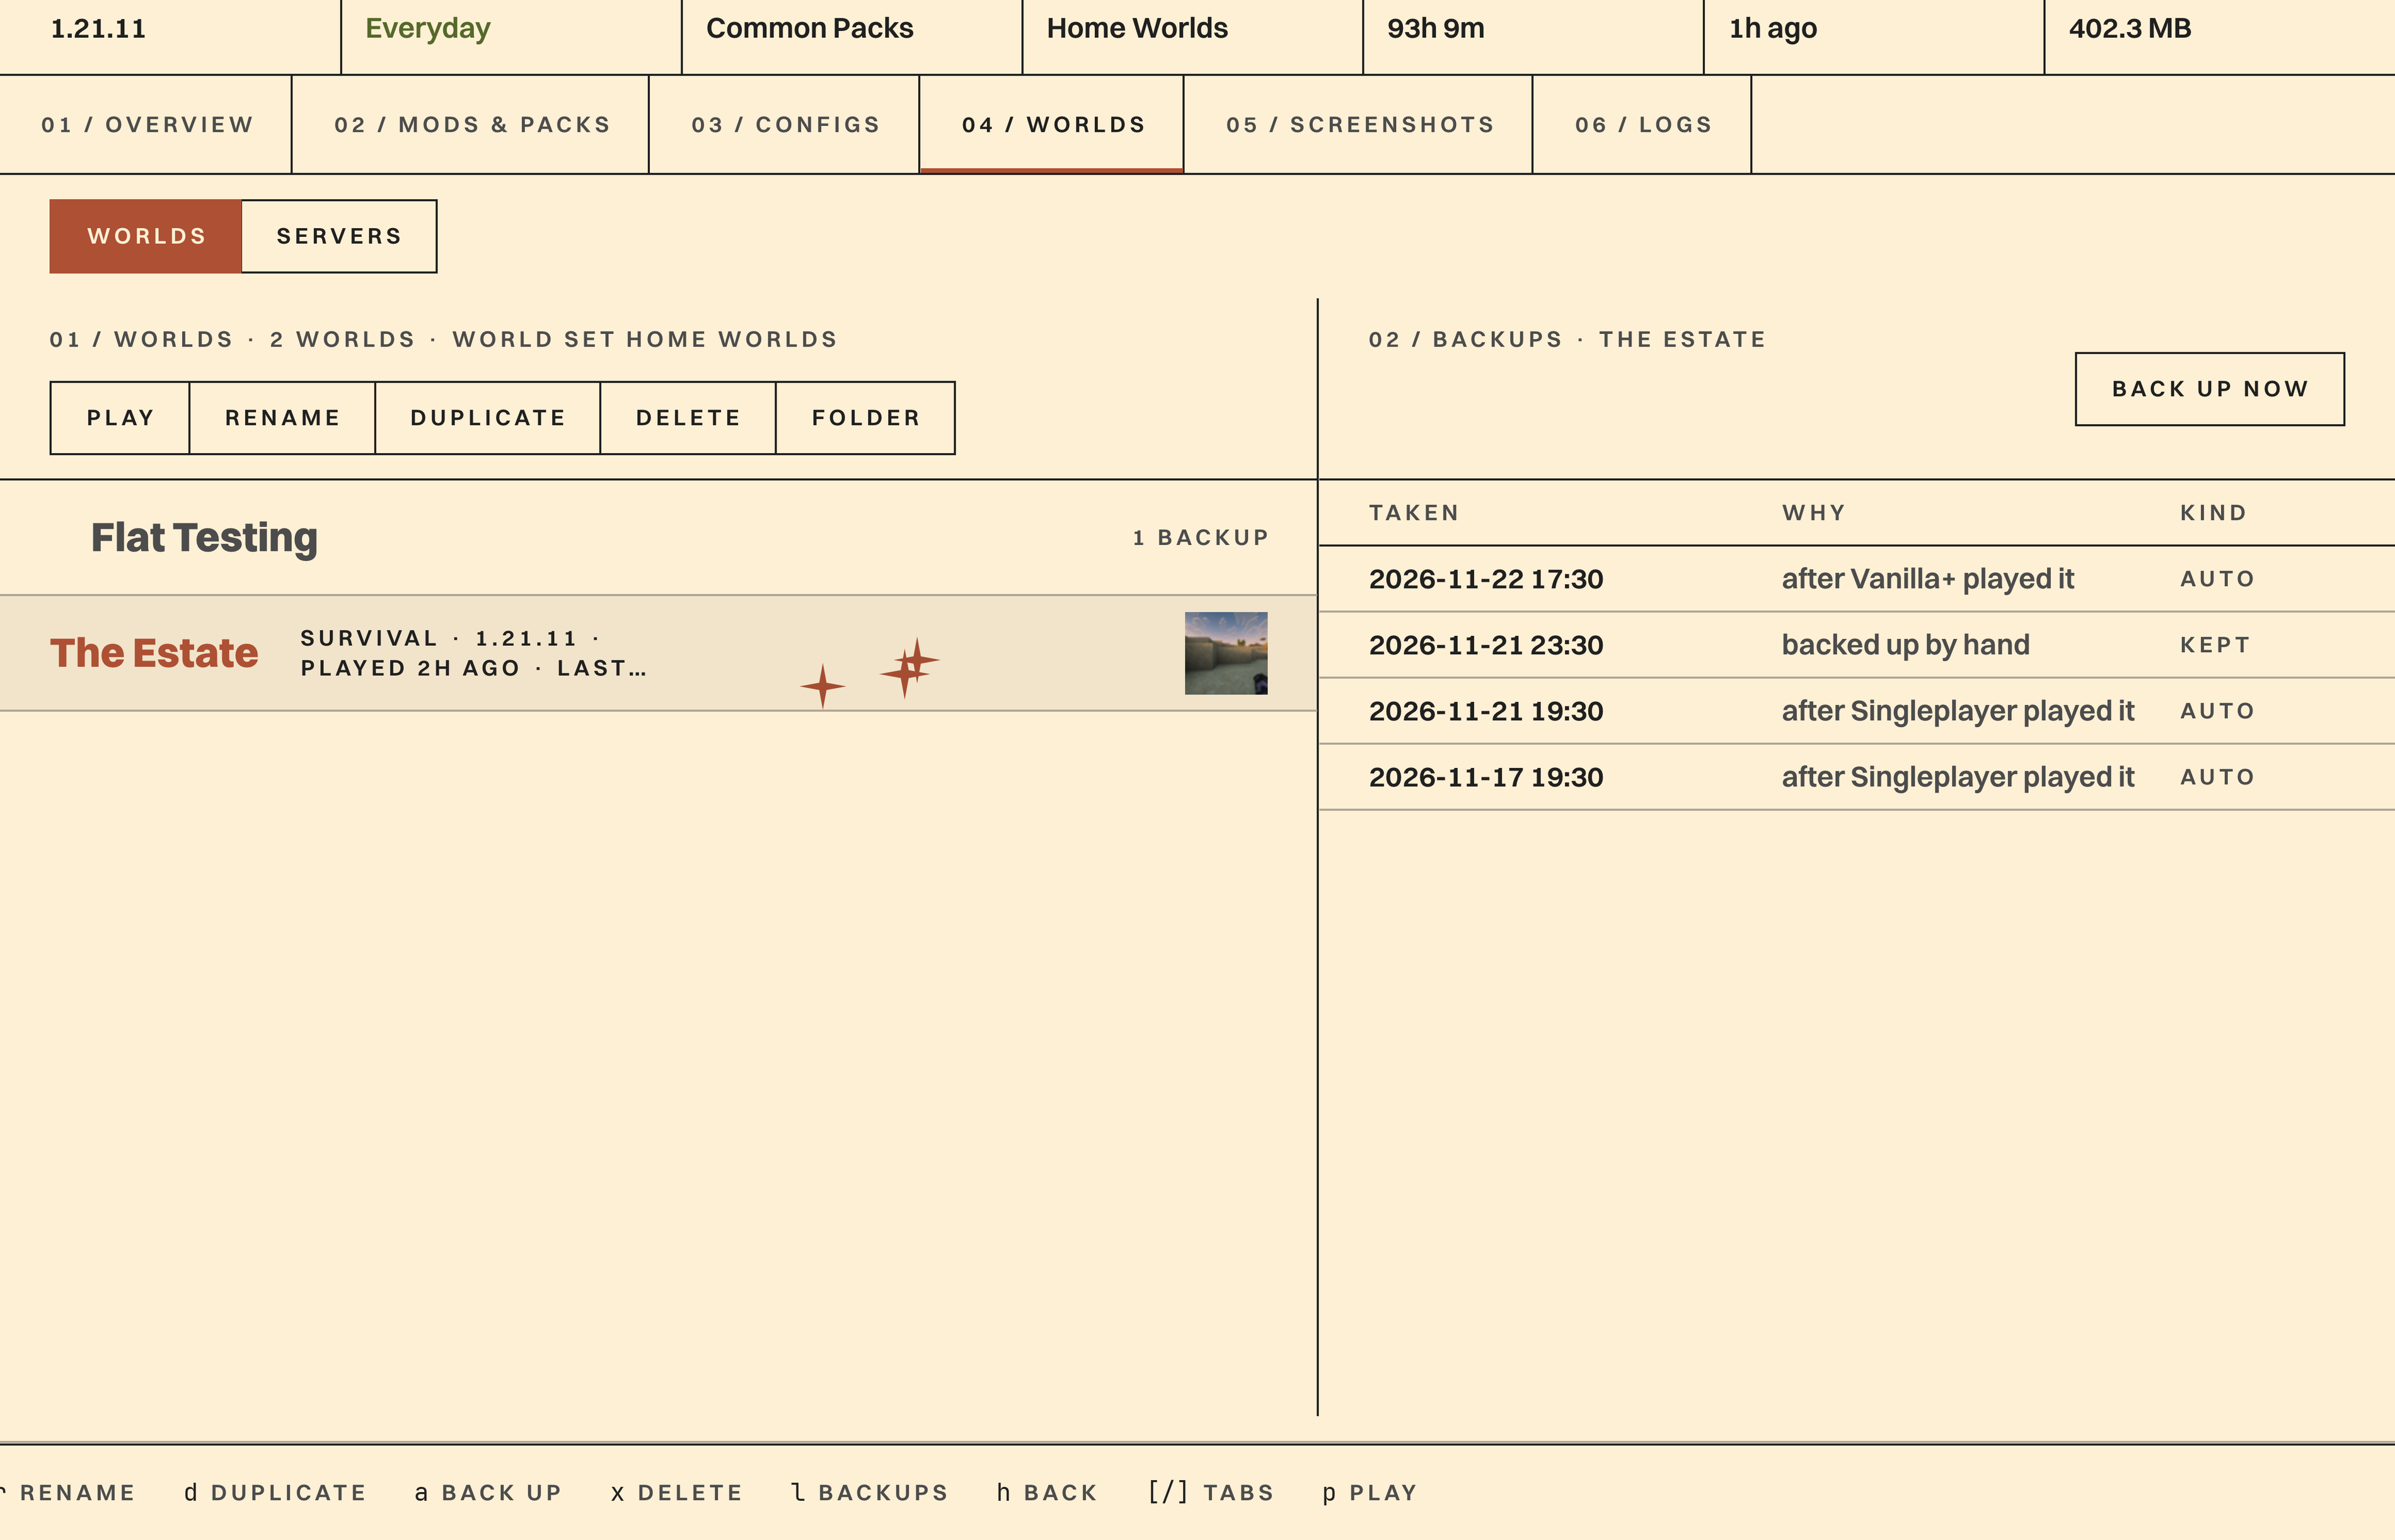 1.21.11 Everyday Common Packs Home Worlds 93h 9m 1h ago 402.3 MB
01 / OVERVIEW 02 / MODS & PACKS 03 / CONFIGS 04 / WORLDS 05 / SCREENSHOTS 06 / LOGS
WORLDS SERVERS
01 / WORLDS · 2 WORLDS · WORLD SET HOME WORLDS
PLAY RENAME DUPLICATE DELETE FOLDER
Flat Testing 1 BACKUP
The Estate SURVIVAL · 1.21.11 ·
PLAYED 2H AGO · LAST…
02 / BACKUPS · THE ESTATE
BACK UP NOW
TAKEN WHY KIND
2026-11-22 17:30 after Vanilla+ played it AUTO
2026-11-21 23:30 backed up by hand KEPT
2026-11-21 19:30 after Singleplayer played it AUTO
2026-11-17 19:30 after Singleplayer played it AUTO
RENAME d DUPLICATE a BACK UP x DELETE l BACKUPS h BACK [/] TABS p PLAY